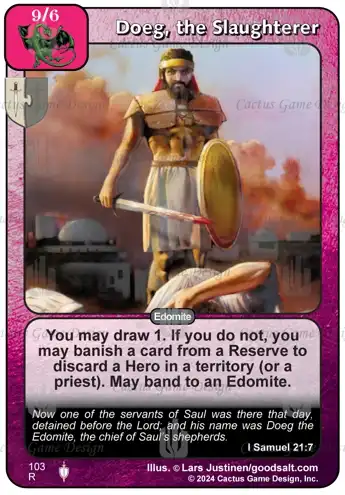 9/6
Doeg, the Slaughterer
Cactus Game Design
Edomite
You may draw 1. If you do not, you
may banish a card from a Reserve to
discard a Hero in a territory (or a
priest). May band to an Edomite.
Now one of the servants of Saul was there that day,
detained before the Lord; and his name was Doeg the
Edomite, the chief of Saul's shepherds.
I Samuel 21:7
103
R
Illus. © Lars Justinen/goodsalt.com
© 2024 Cactus Game Design, Inc.